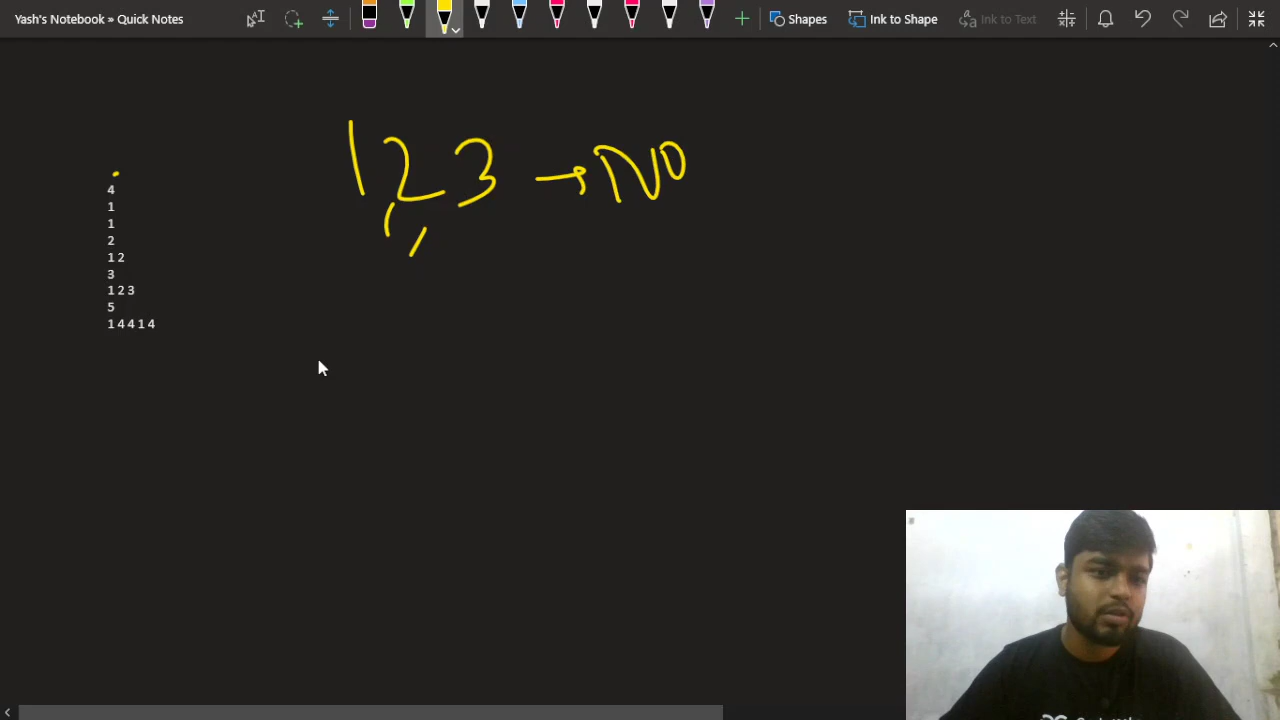 Yash's Notebook » Quick Notes
Shapes
Ink to Shape
Ink to Text
1 2 3 → No
4
1
1
2
1 2
3
1 2 3
5
1 4 4 1 4